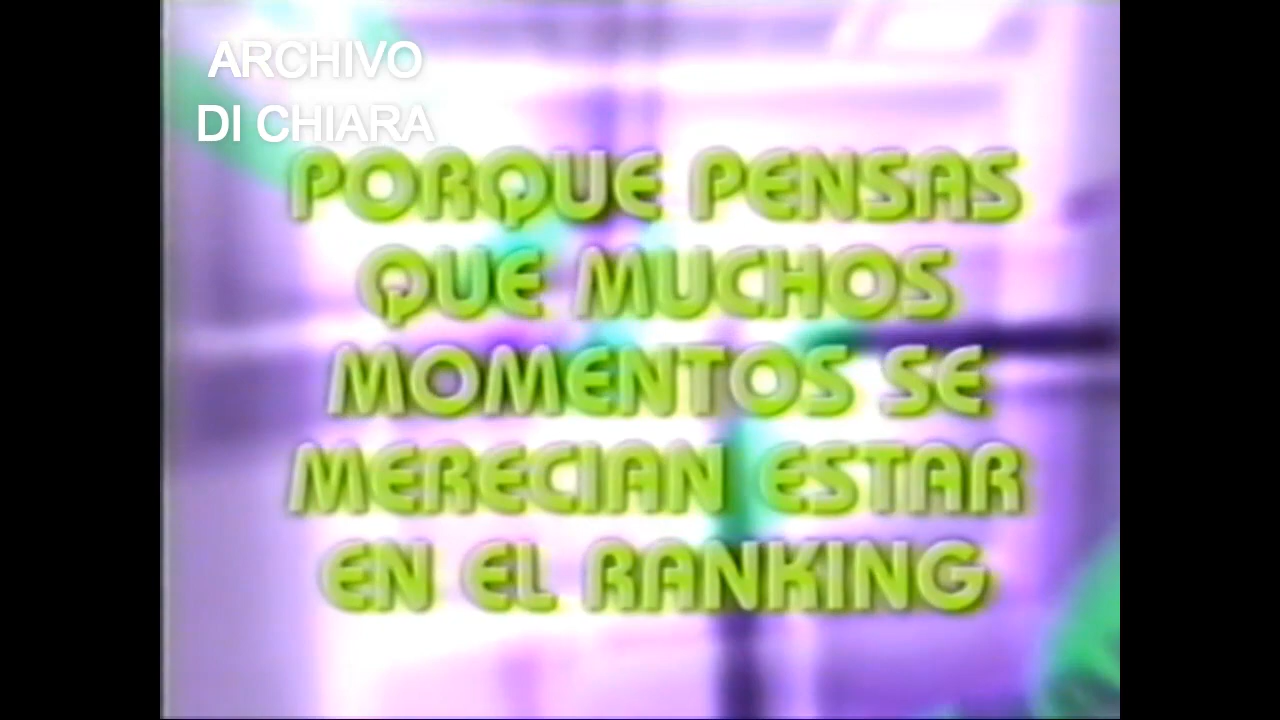 ARCHIVO
DI CHIARA
PORQUE PENSAS
QUE MUCHOS
MOMENTOS SE
MERECIAN ESTAR
EN EL RANKING